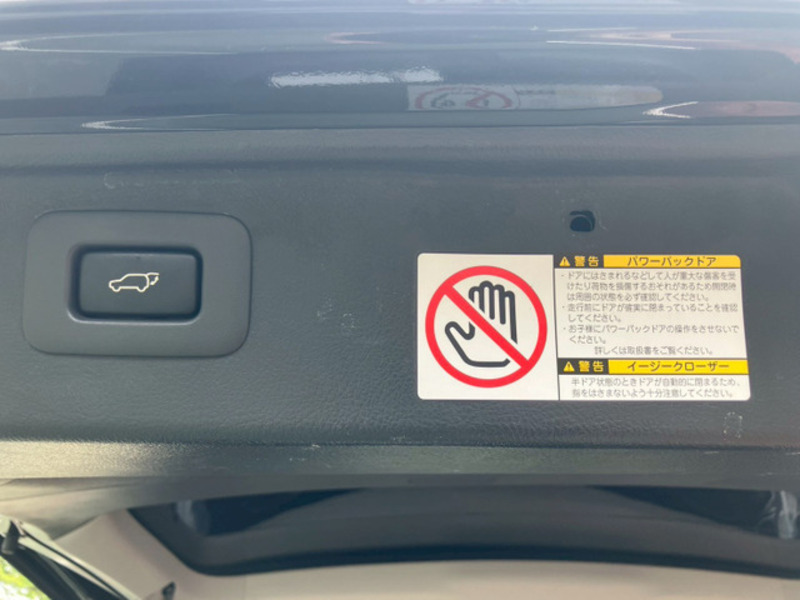 警告 パワーバックドア
・ドアにはさまれるなどして人が重大な傷害を受
けたり荷物を損傷するおそれがあるため開閉時
は周囲の状態を必ず確認してください。
・走行前にドアが確実に閉まっていることを確認
してください。
・お子様にパワーバックドアの操作をさせないで
ください。
詳しくは取扱書をご覧ください。
警告 イージークローザー
半ドア状態のときドアが自動的に閉まるため、
指をはさまないよう十分注意してください。